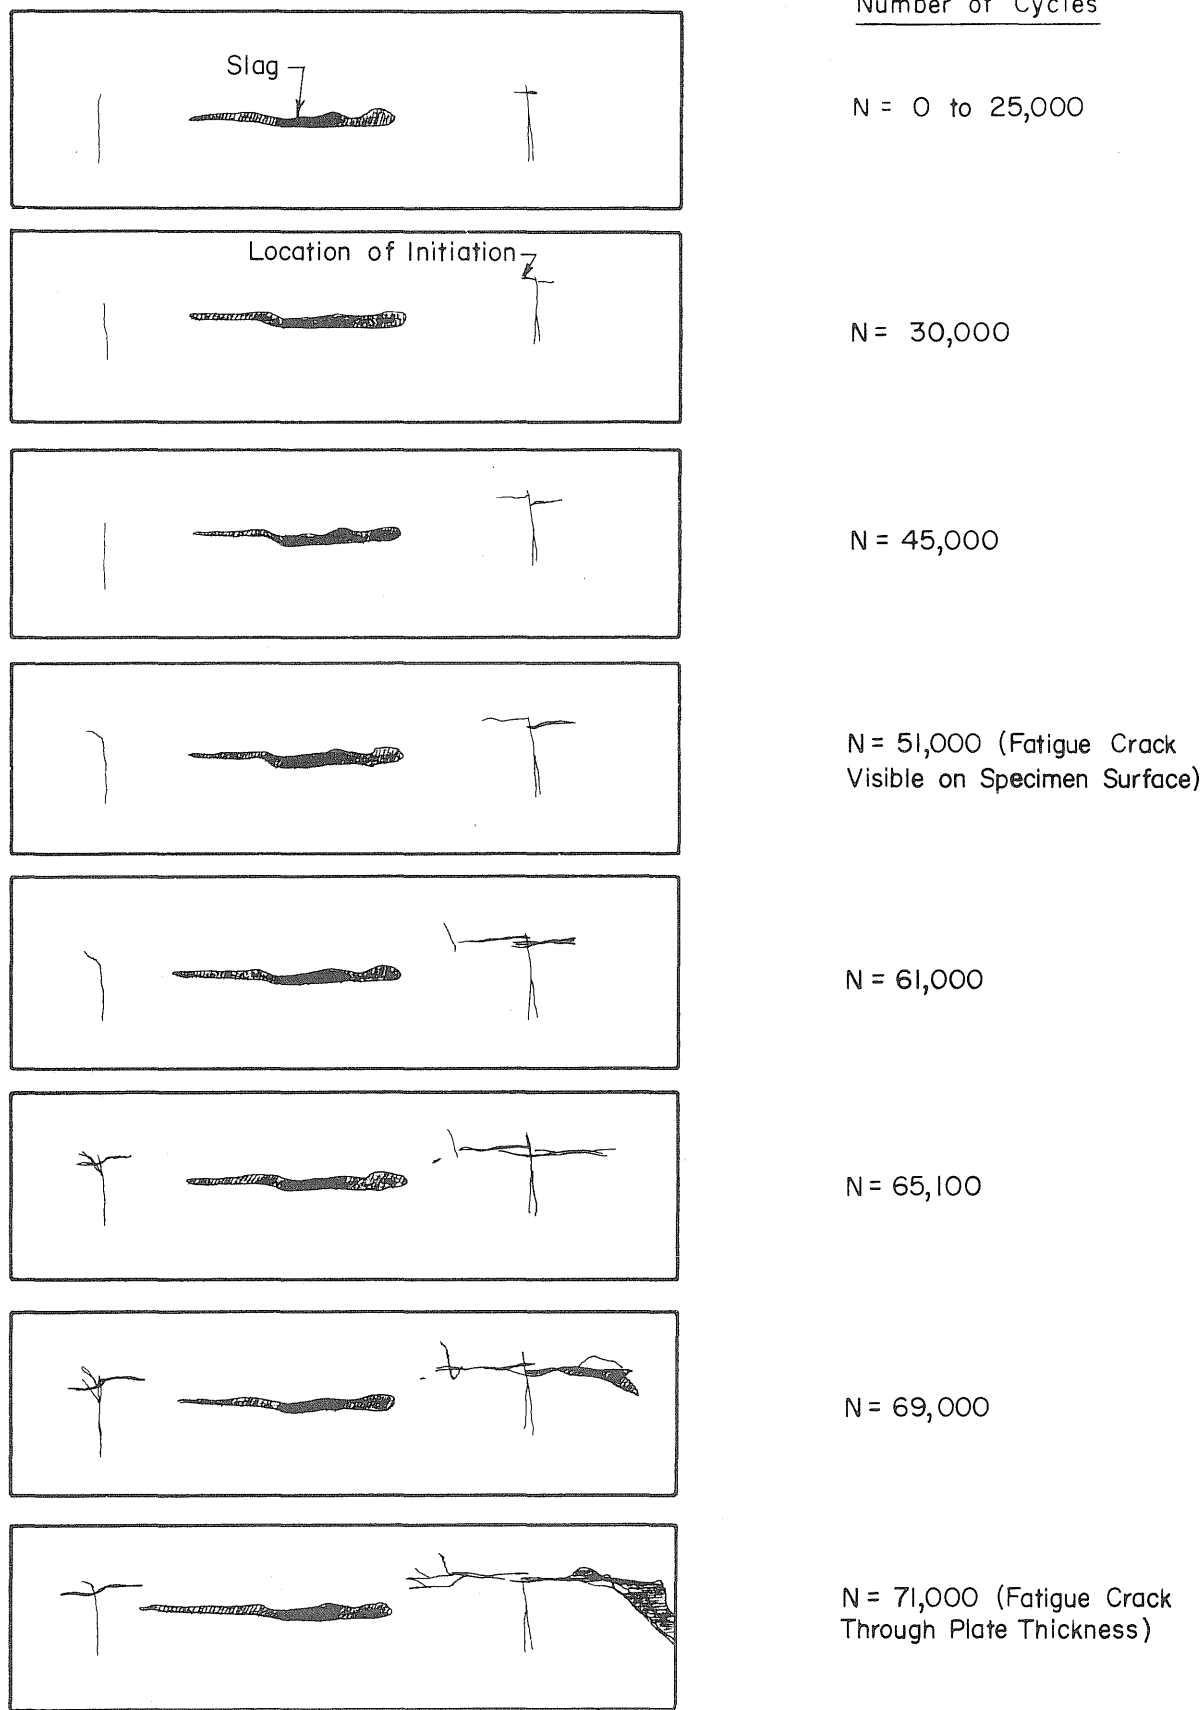 Number of Cycles
Slag
N = 0 to 25,000
Location of Initiation
N = 30,000
N = 45,000
N = 51,000 (Fatigue Crack
Visible on Specimen Surface)
N = 61,000
N = 65,100
N = 69,000
N = 71,000 (Fatigue Crack
Through Plate Thickness)